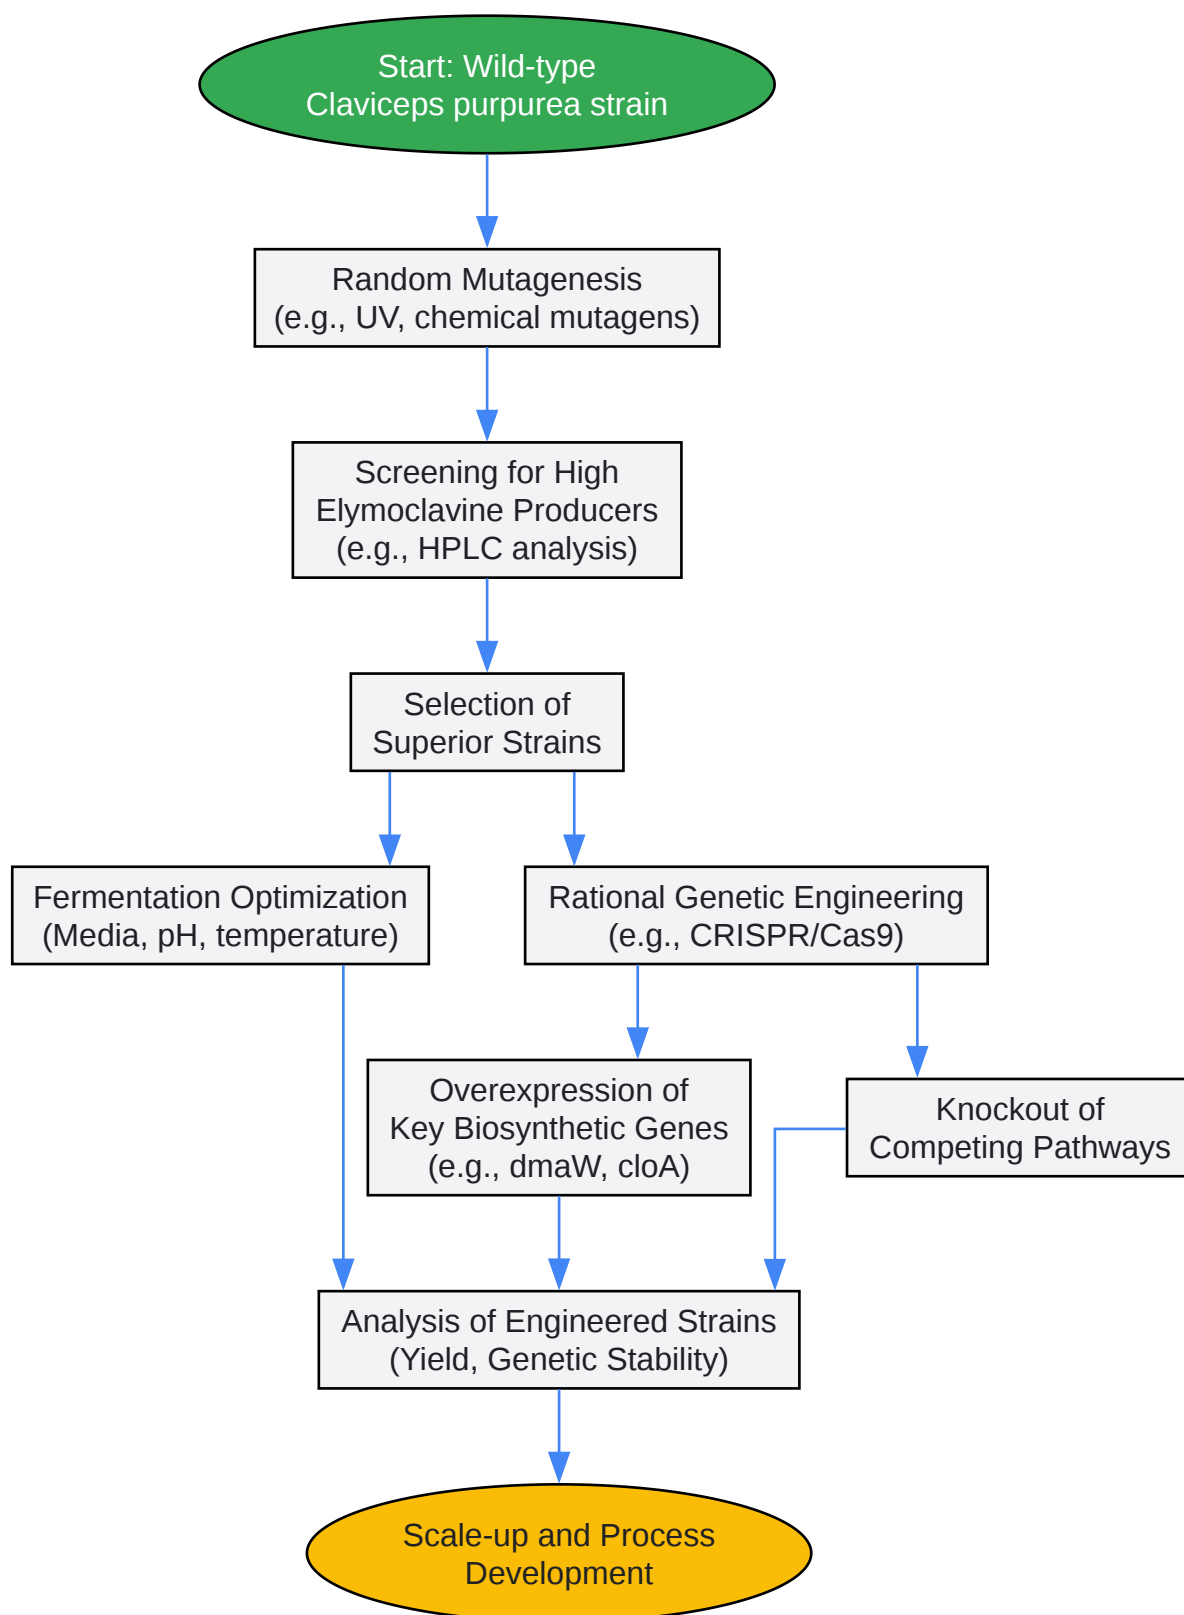 Start: Wild-type
Claviceps purpurea strain
Random Mutagenesis
(e.g., UV, chemical mutagens)
Screening for High
Elymoclavine Producers
(e.g., HPLC analysis)
Selection of
Superior Strains
Fermentation Optimization
(Media, pH, temperature)
Rational Genetic Engineering
(e.g., CRISPR/Cas9)
Overexpression of
Key Biosynthetic Genes
(e.g., dmaW, cloA)
Knockout of
Competing Pathways
Analysis of Engineered Strains
(Yield, Genetic Stability)
Scale-up and Process
Development